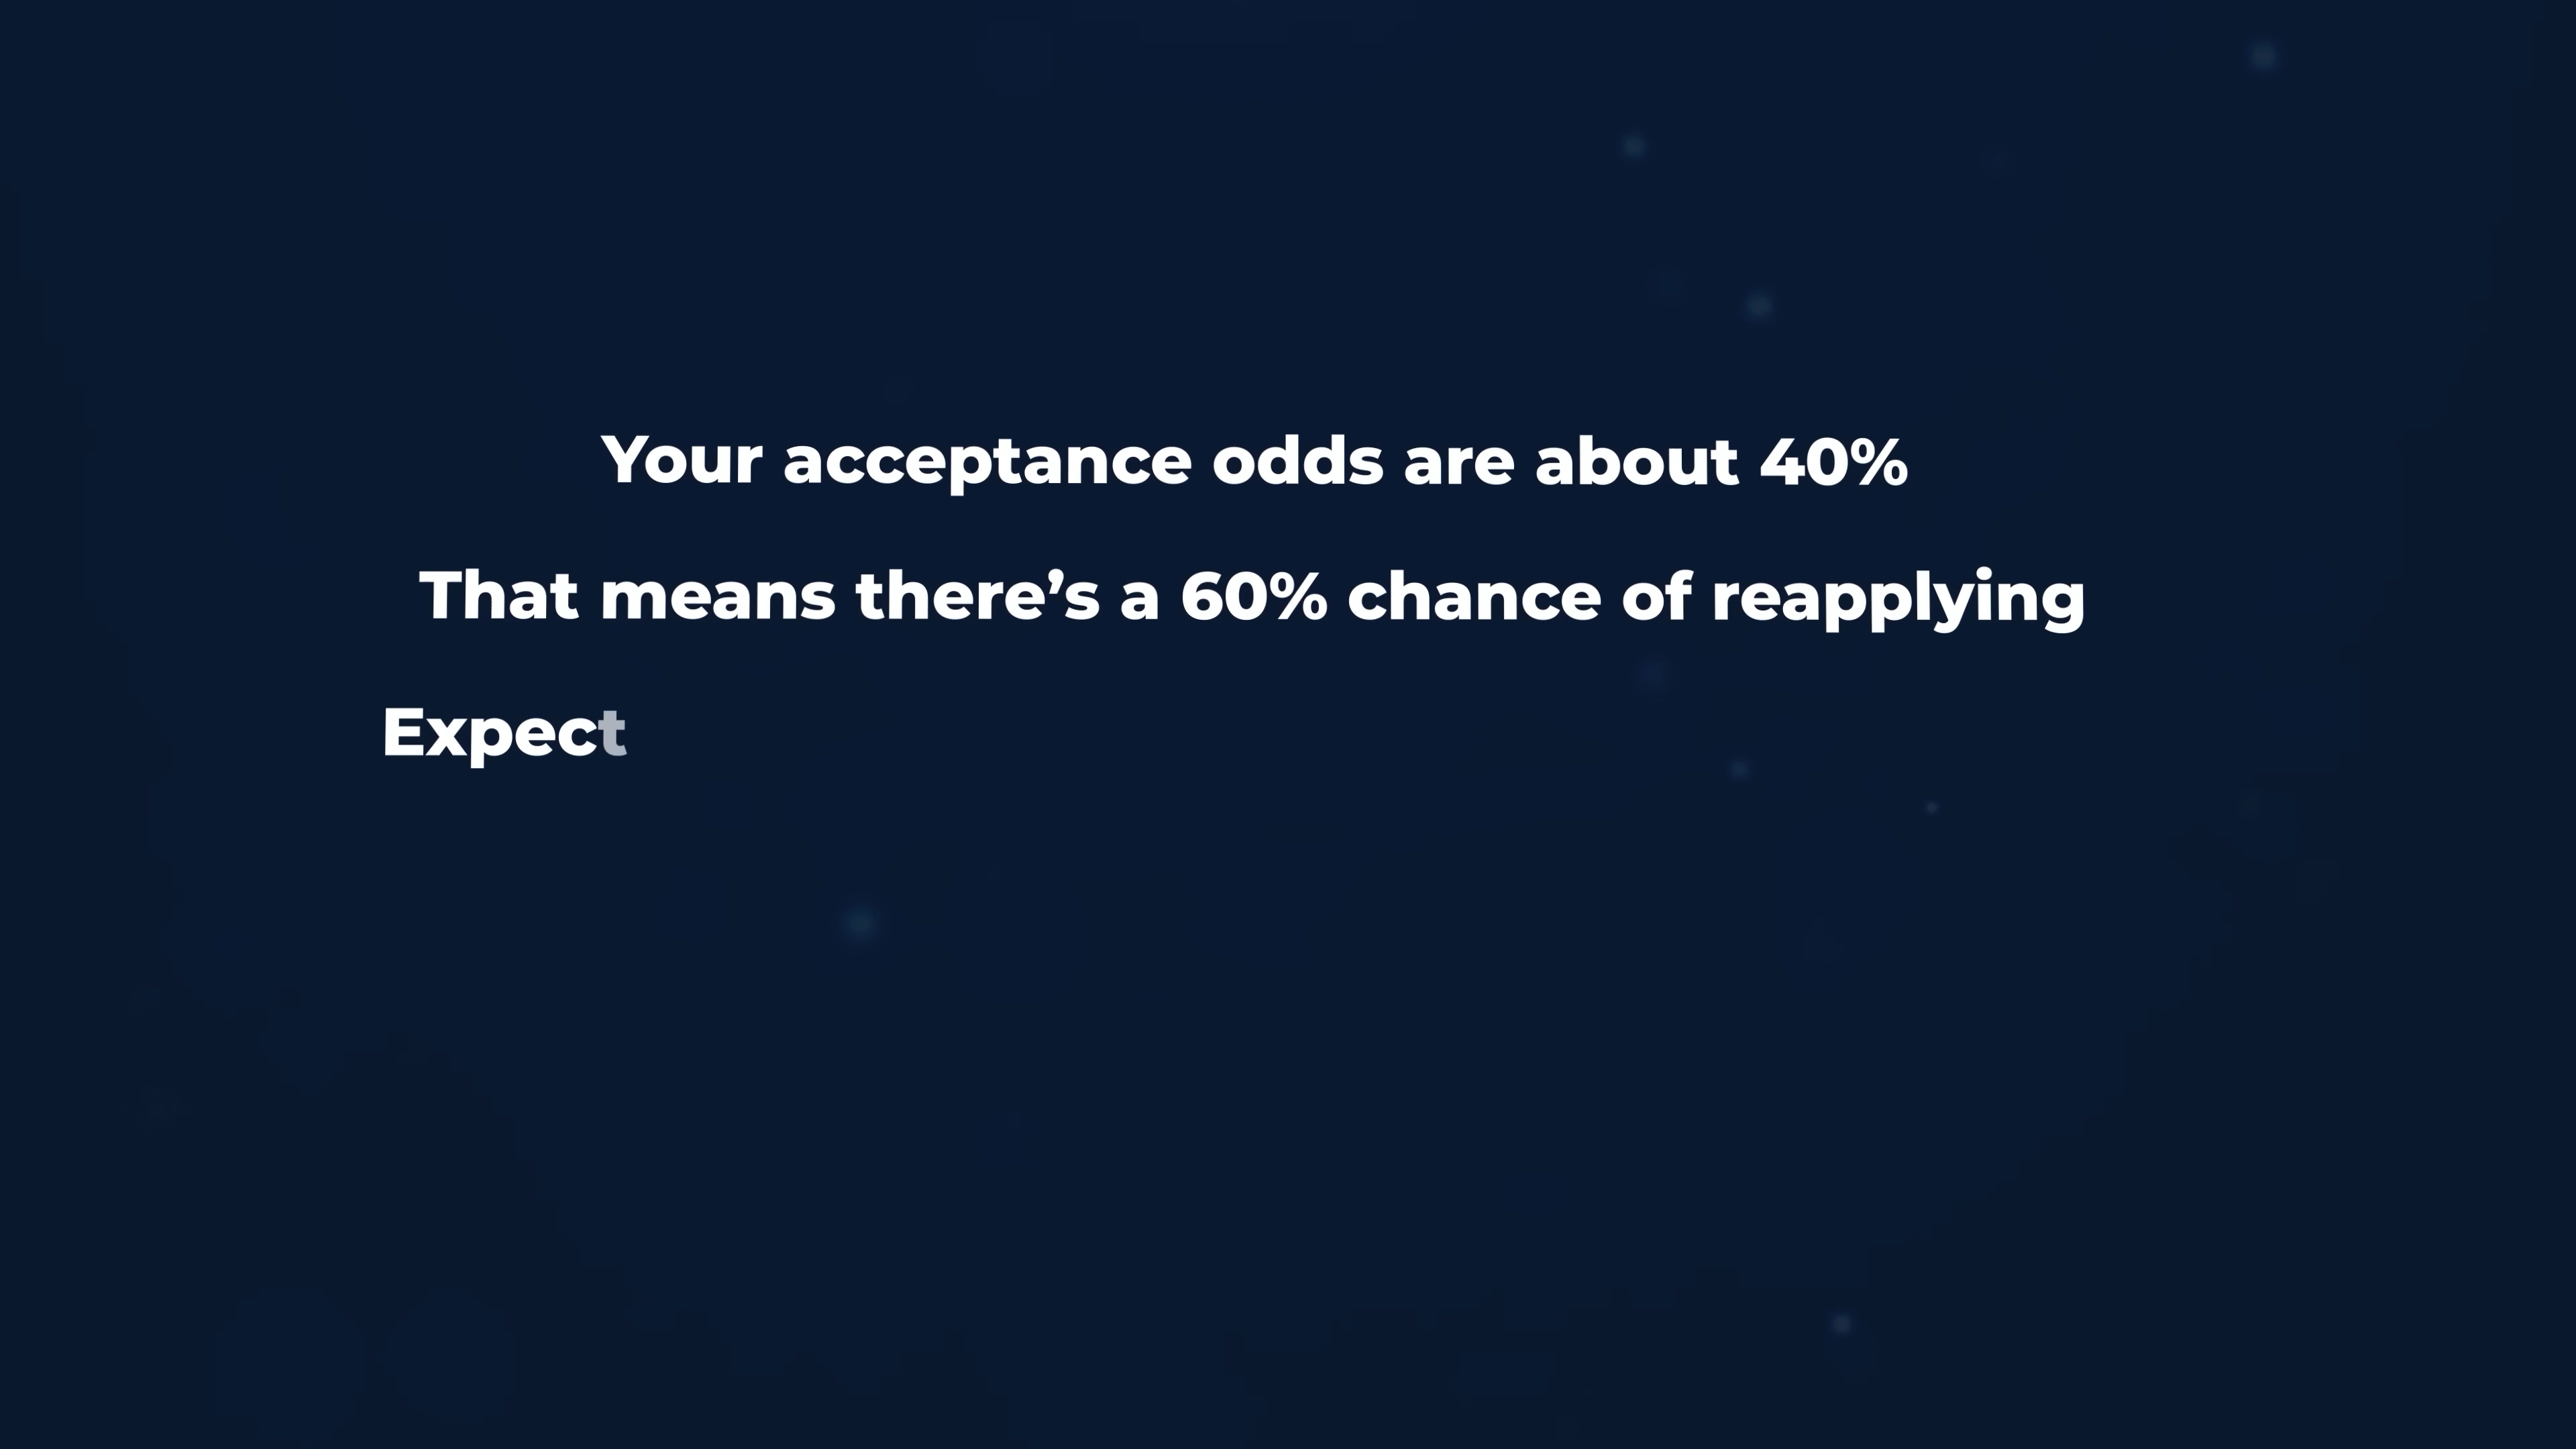 Your acceptance odds are about 40%
That means there’s a 60% chance of reapplying
Expect